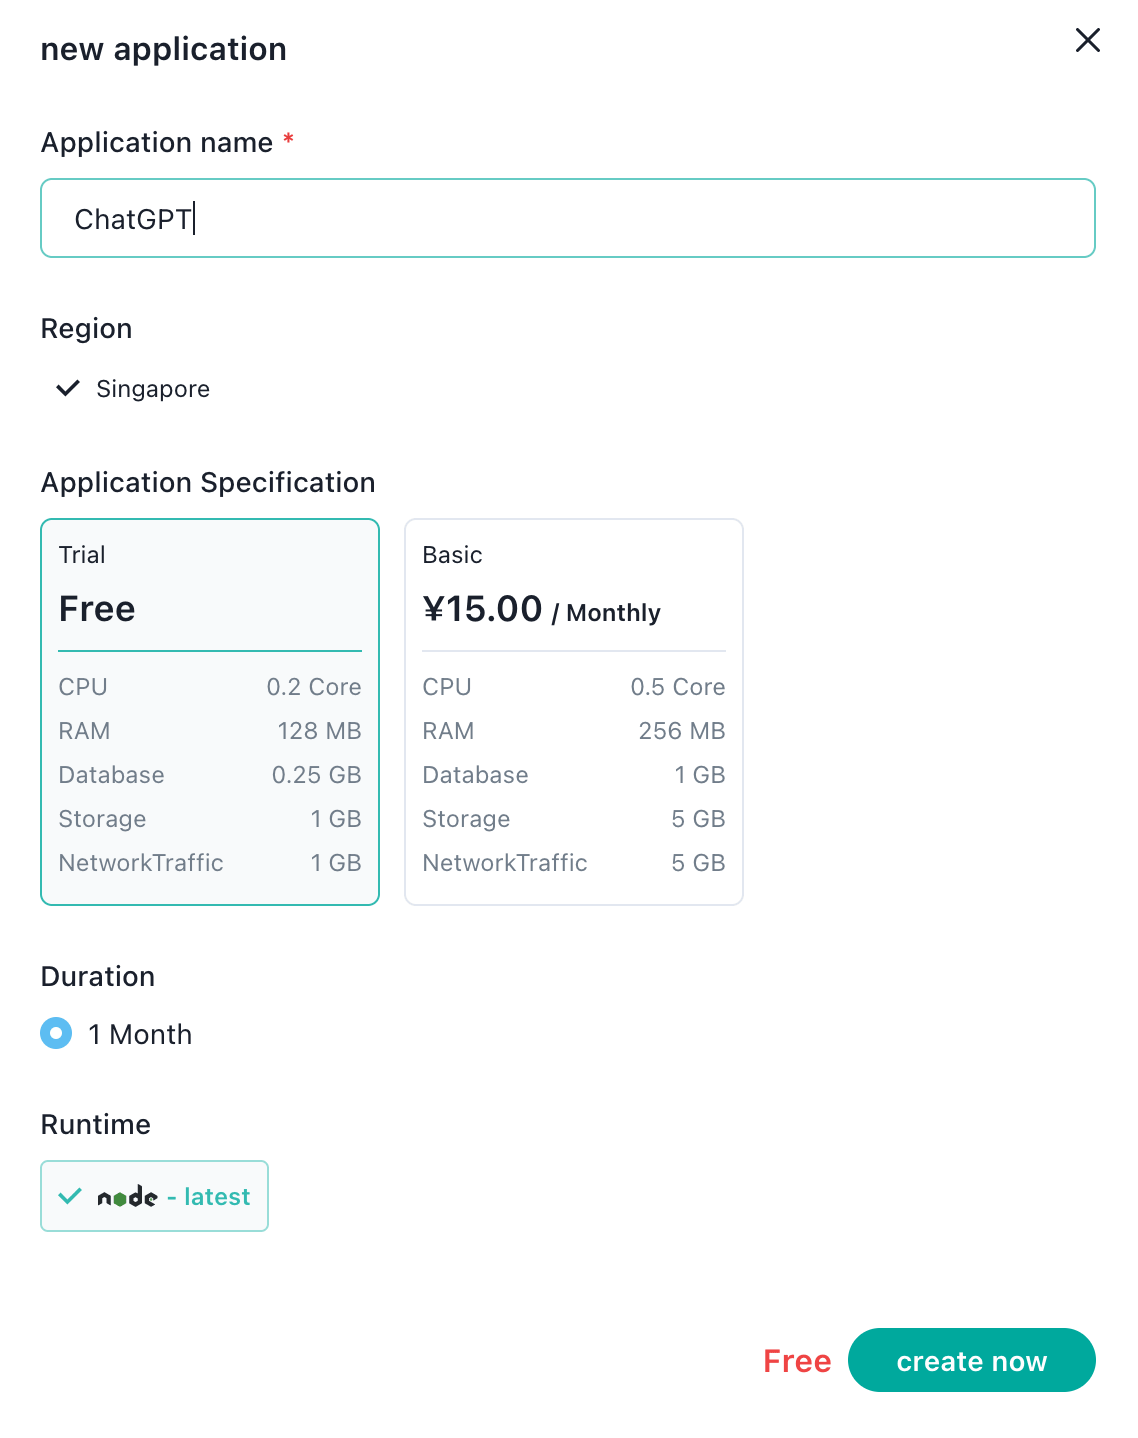 new application
Application name *
ChatGPT
Region
Singapore
Application Specification
Trial
Free
CPU 0.2 Core
RAM 128 MB
Database 0.25 GB
Storage 1 GB
NetworkTraffic 1 GB
Basic
¥15.00 / Monthly
CPU 0.5 Core
RAM 256 MB
Database 1 GB
Storage 5 GB
NetworkTraffic 5 GB
Duration
1 Month
Runtime
node - latest
Free create now